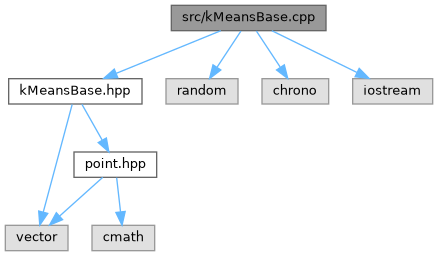 src/kMeansBase.cpp
kMeansBase.hpp
random
chrono
iostream
point.hpp
vector
cmath